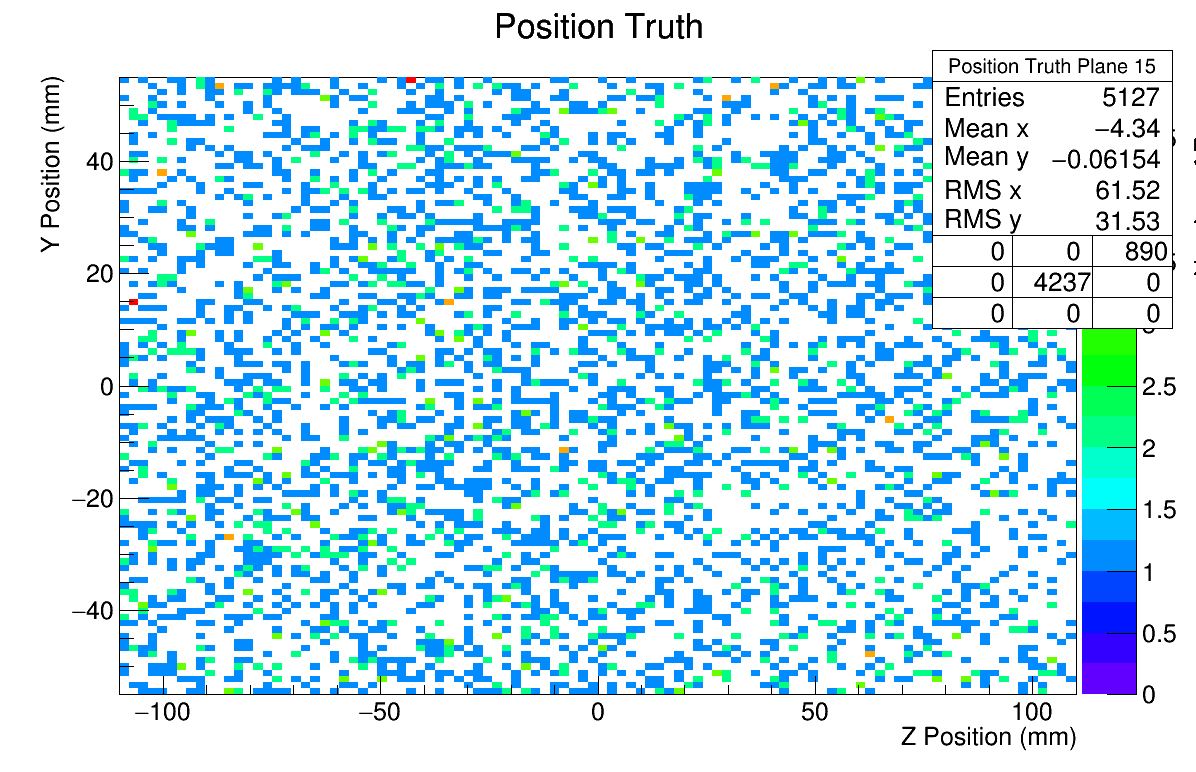 Position Truth
Position Truth Plane 15
Entries 5127
Mean x −4.34
Mean y −0.06154
RMS x 61.52
RMS y 31.53
0 0 890
0 4237 0
0 0 0
Y Position (mm)
40
20
0
−20
−40
2.5
2
1.5
1
0.5
0
−100 −50 0 50 100
Z Position (mm)